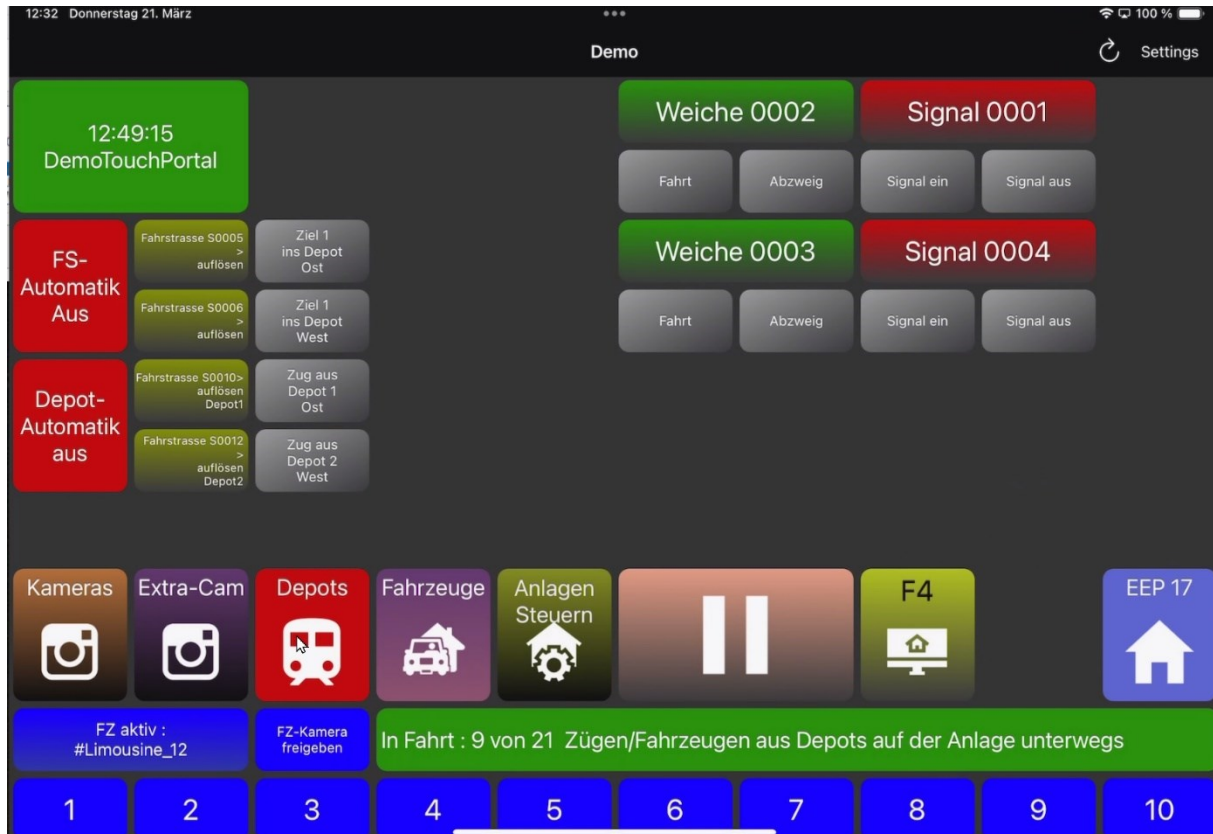 12:32 Donnerstag 21. März
100 %
Demo
Settings
12:49:15
DemoTouchPortal
Weiche 0002
Signal 0001
Fahrt
Abzweig
Signal ein
Signal aus
FS-
Automatik
Aus
Fahrstrasse S0005
>
auflösen
Ziel 1
ins Depot
Ost
Weiche 0003
Signal 0004
Fahrstrasse S0006
>
auflösen
Ziel 1
ins Depot
West
Fahrt
Abzweig
Signal ein
Signal aus
Depot-
Automatik
aus
Fahrstrasse S0010>
auflösen
Depot1
Zug aus
Depot 1
Ost
Fahrstrasse S0012
>
auflösen
Depot2
Zug aus
Depot 2
West
Kameras
Extra-Cam
Depots
Fahrzeuge
Anlagen
Steuern
F4
EEP 17
FZ aktiv :
#Limousine_12
FZ-Kamera
freigeben
In Fahrt : 9 von 21 Zügen/Fahrzeugen aus Depots auf der Anlage unterwegs
1
2
3
4
5
6
7
8
9
10